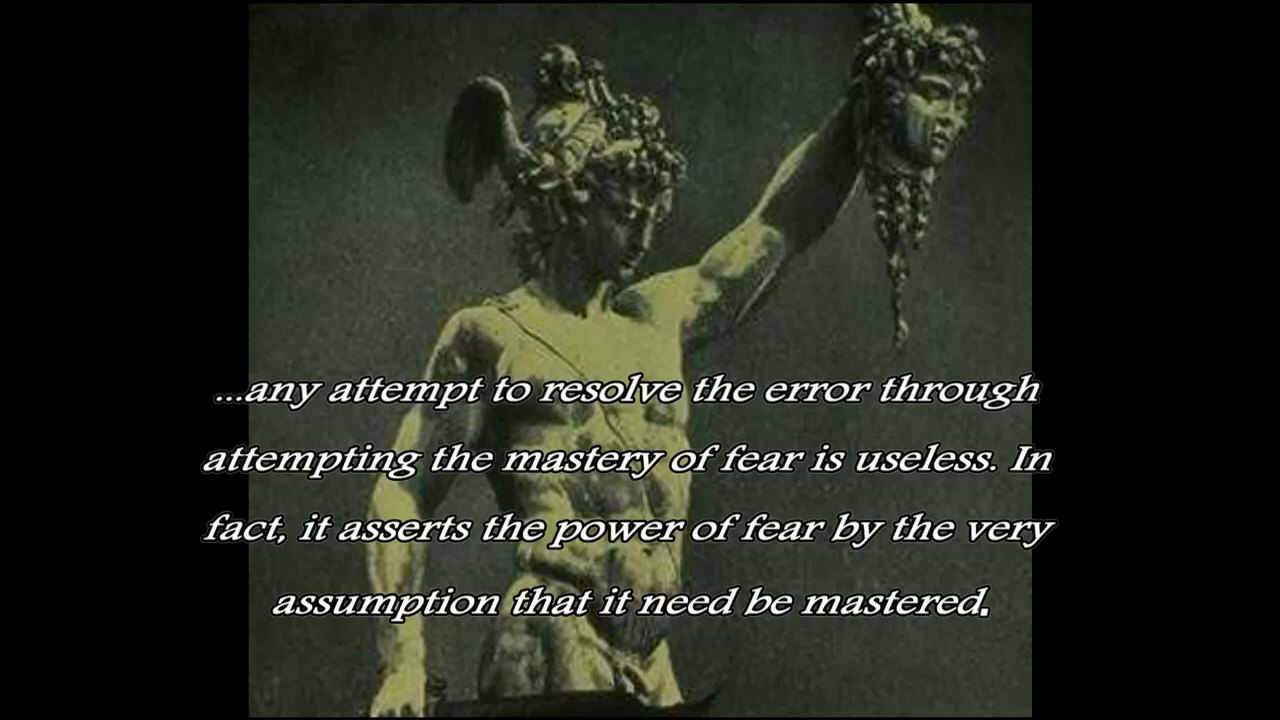 ...any attempt to resolve the error through
attempting the mastery of fear is useless. In
fact, it asserts the power of fear by the very
assumption that it need be mastered.